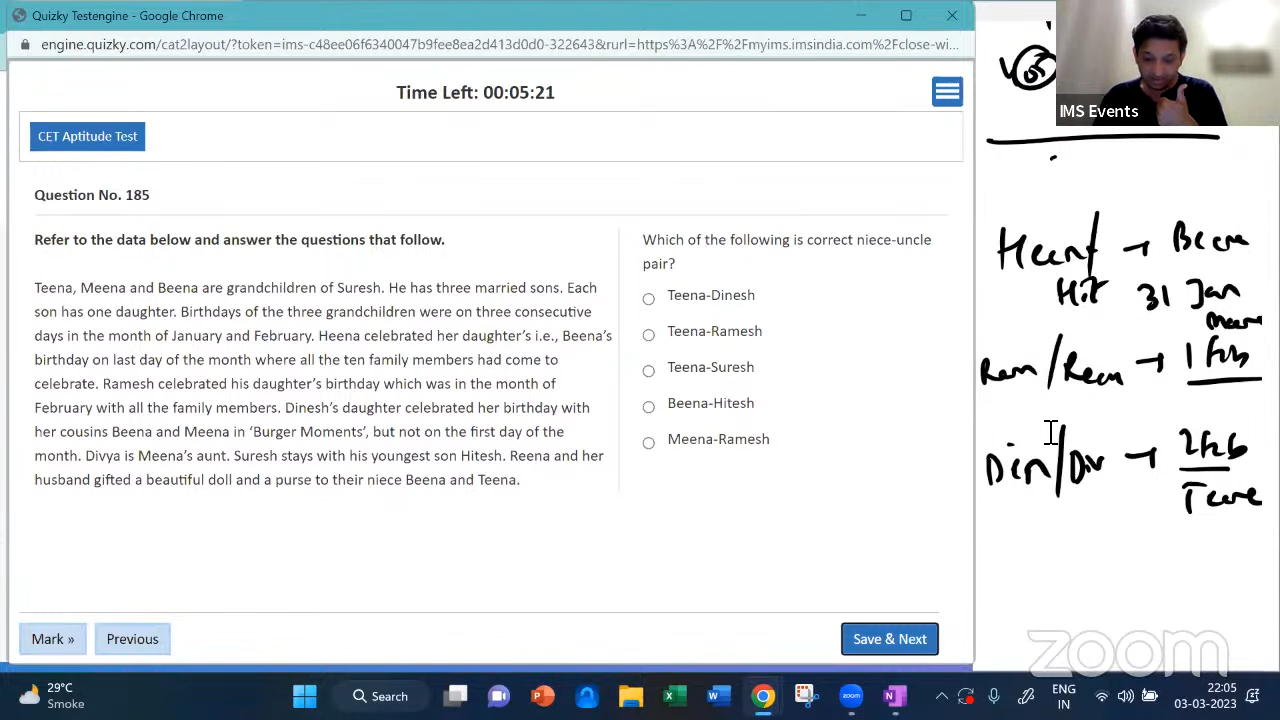 Quizky Testengine - Google Chrome
engine.quizky.com/cat2layout/?token=ims-c48ee06f6340047b9fee8ea2d413d0d0-322643&rurl=https%3A%2F%2Fmyims.imsindia.com%2Fclose-wi...
Time Left: 00:05:21
IMS Events
CET Aptitude Test
Question No. 185
Refer to the data below and answer the questions that follow.
Teena, Meena and Beena are grandchildren of Suresh. He has three married sons. Each
son has one daughter. Birthdays of the three grandchildren were on three consecutive
days in the month of January and February. Heena celebrated her daughter's i.e., Beena's
birthday on last day of the month where all the ten family members had come to
celebrate. Ramesh celebrated his daughter's birthday which was in the month of
February with all the family members. Dinesh's daughter celebrated her birthday with
her cousins Beena and Meena in 'Burger Moments', but not on the first day of the
month. Divya is Meena's aunt. Suresh stays with his youngest son Hitesh. Reena and her
husband gifted a beautiful doll and a purse to their niece Beena and Teena.
Which of the following is correct niece-uncle
pair?
Teena-Dinesh
Teena-Ramesh
Teena-Suresh
Beena-Hitesh
Meena-Ramesh
Hit 31 Jan
1 Feb
2 Feb
Mark »
Previous
Save & Next
zoom
29°C
Smoke
Search
zoom
ENG
IN
22:05
03-03-2023